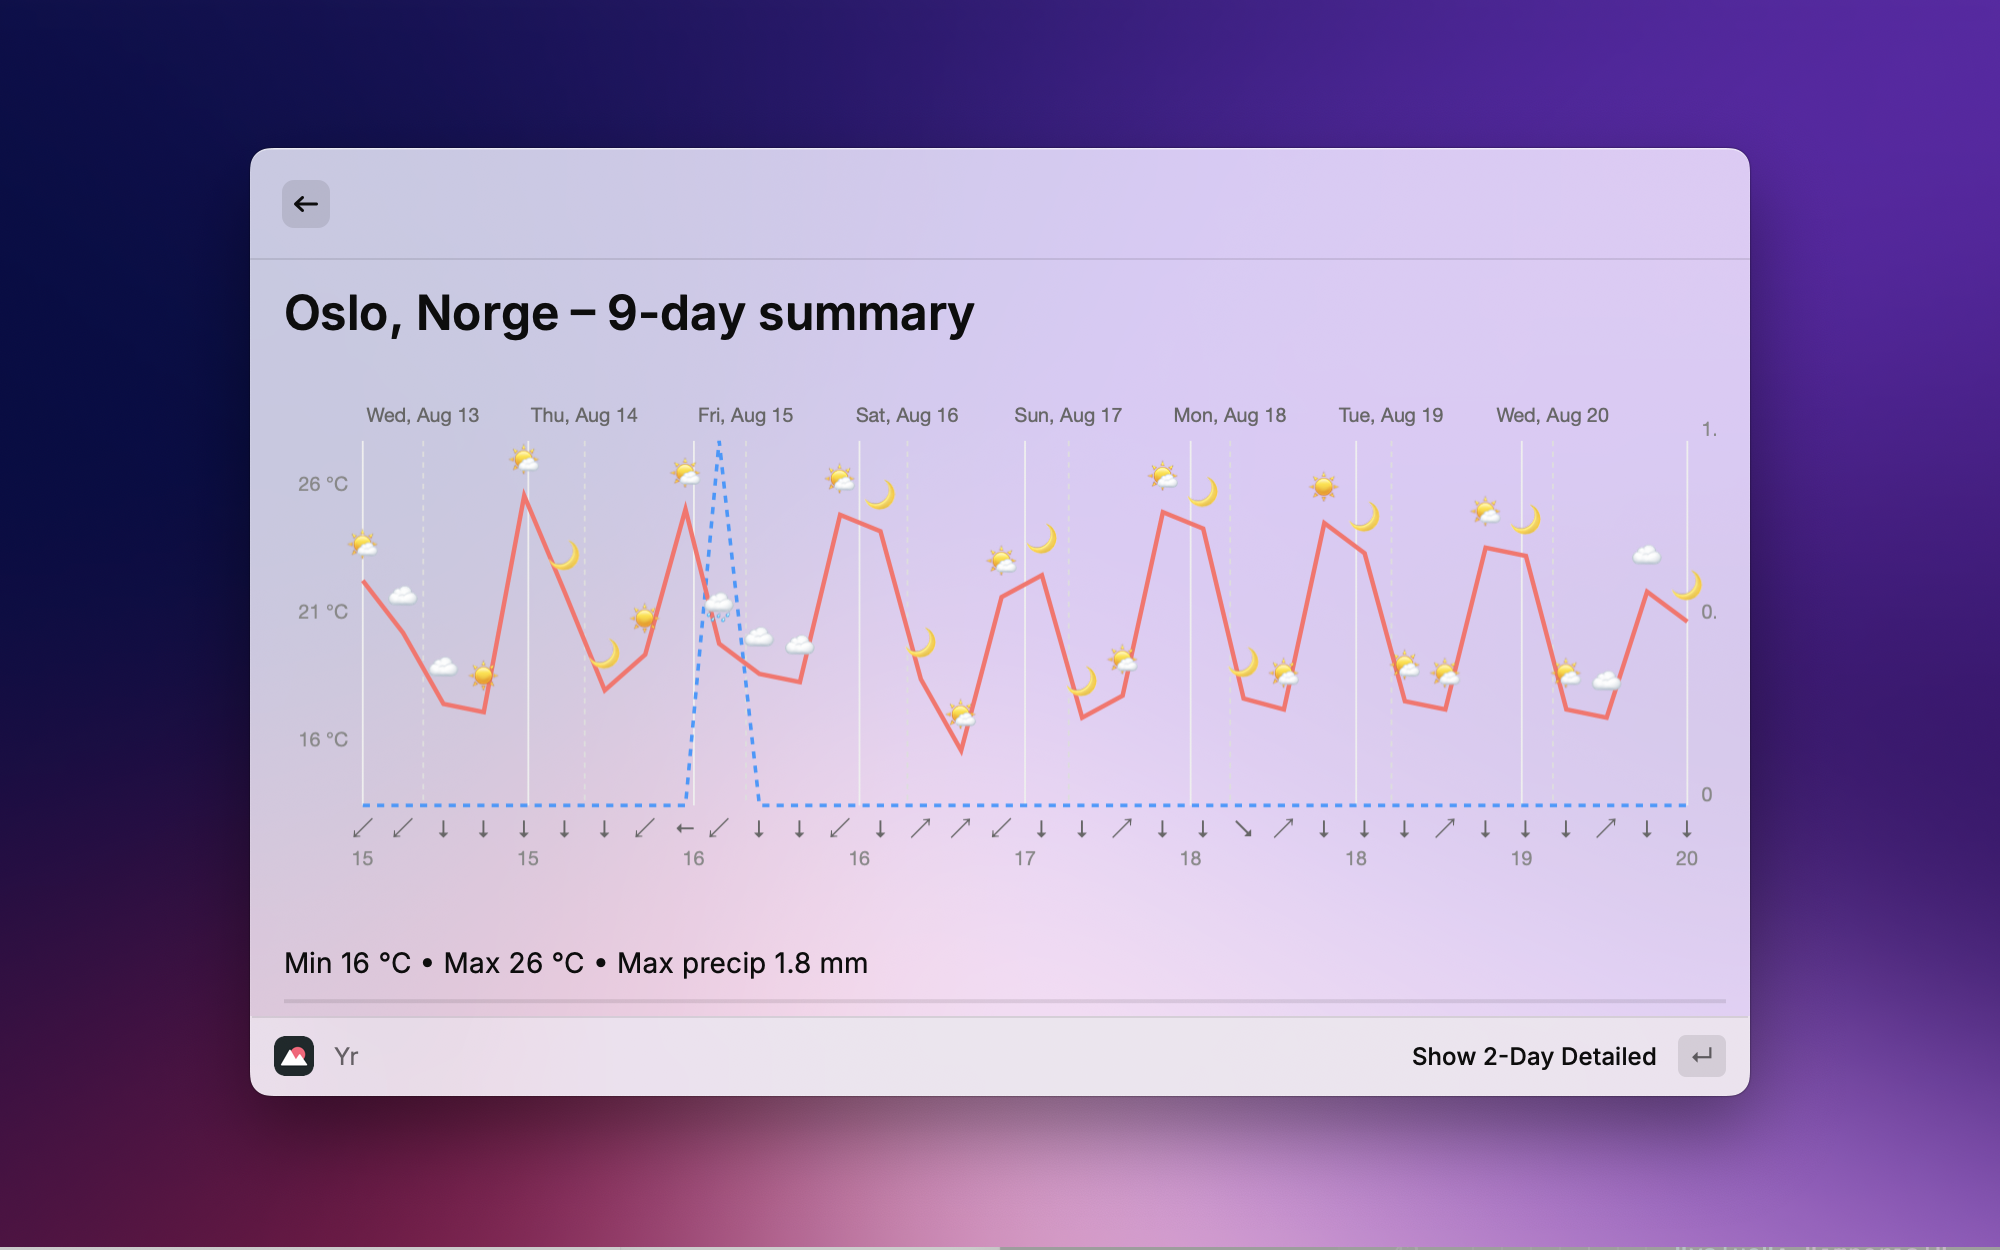 Oslo, Norge – 9-day summary
Wed, Aug 13 Thu, Aug 14 Fri, Aug 15 Sat, Aug 16 Sun, Aug 17 Mon, Aug 18 Tue, Aug 19 Wed, Aug 20
1.
26 °C
21 °C
0.
16 °C
0
15 15 16 16 17 18 18 19 20
Min 16 °C • Max 26 °C • Max precip 1.8 mm
Yr
Show 2-Day Detailed